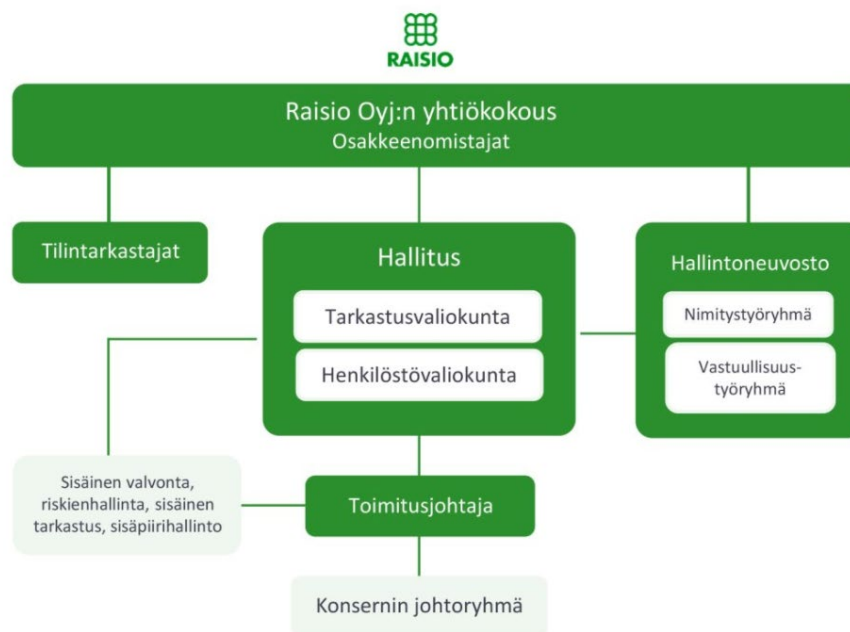 RAISIO
Raisio Oyj:n yhtiökokous
Osakkeenomistajat
Tilintarkastajat
Hallitus
Tarkastusvaliokunta
Henkilöstövaliokunta
Hallintoneuvosto
Nimitystyöryhmä
Vastuullisuus-
työryhmä
Sisäinen valvonta,
riskienhallinta, sisäinen
tarkastus, sisäpiirihallinto
Toimitusjohtaja
Konsernin johtoryhmä